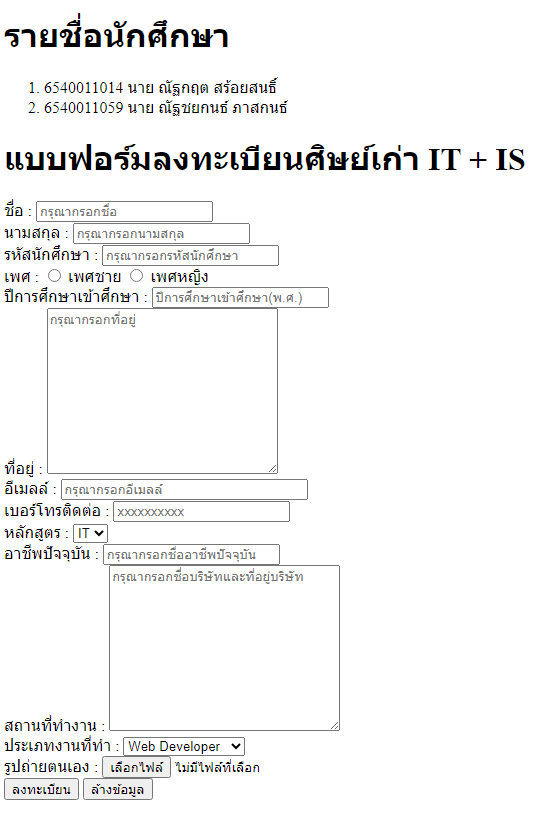 รายชื่อนักศึกษา
1. 6540011014 นาย ณัฐกฤต สร้อยสนธิ์
2. 6540011059 นาย ณัฐชยกนธ์ ภาสกนธ์
แบบฟอร์มลงทะเบียนศิษย์เก่า IT + IS
ชื่อ : กรุณากรอกชื่อ
นามสกุล : กรุณากรอกนามสกุล
รหัสนักศึกษา : กรุณากรอกรหัสนักศึกษา
เพศ : เพศชาย เพศหญิง
ปีการศึกษาเข้าศึกษา : ปีการศึกษาเข้าศึกษา(พ.ศ.)
กรุณากรอกที่อยู่
ที่อยู่ :
อีเมลล์ : กรุณากรอกอีเมลล์
เบอร์โทรติดต่อ : xxxxxxxxxx
หลักสูตร : IT
อาชีพปัจจุบัน : กรุณากรอกชื่ออาชีพปัจจุบัน
กรุณากรอกชื่อบริษัทและที่อยู่บริษัท
สถานที่ทำงาน :
ประเภทงานที่ทำ : Web Developer
รูปถ่ายตนเอง : เลือกไฟล์ ไม่มีไฟล์ที่เลือก
ลงทะเบียน ล้างข้อมูล